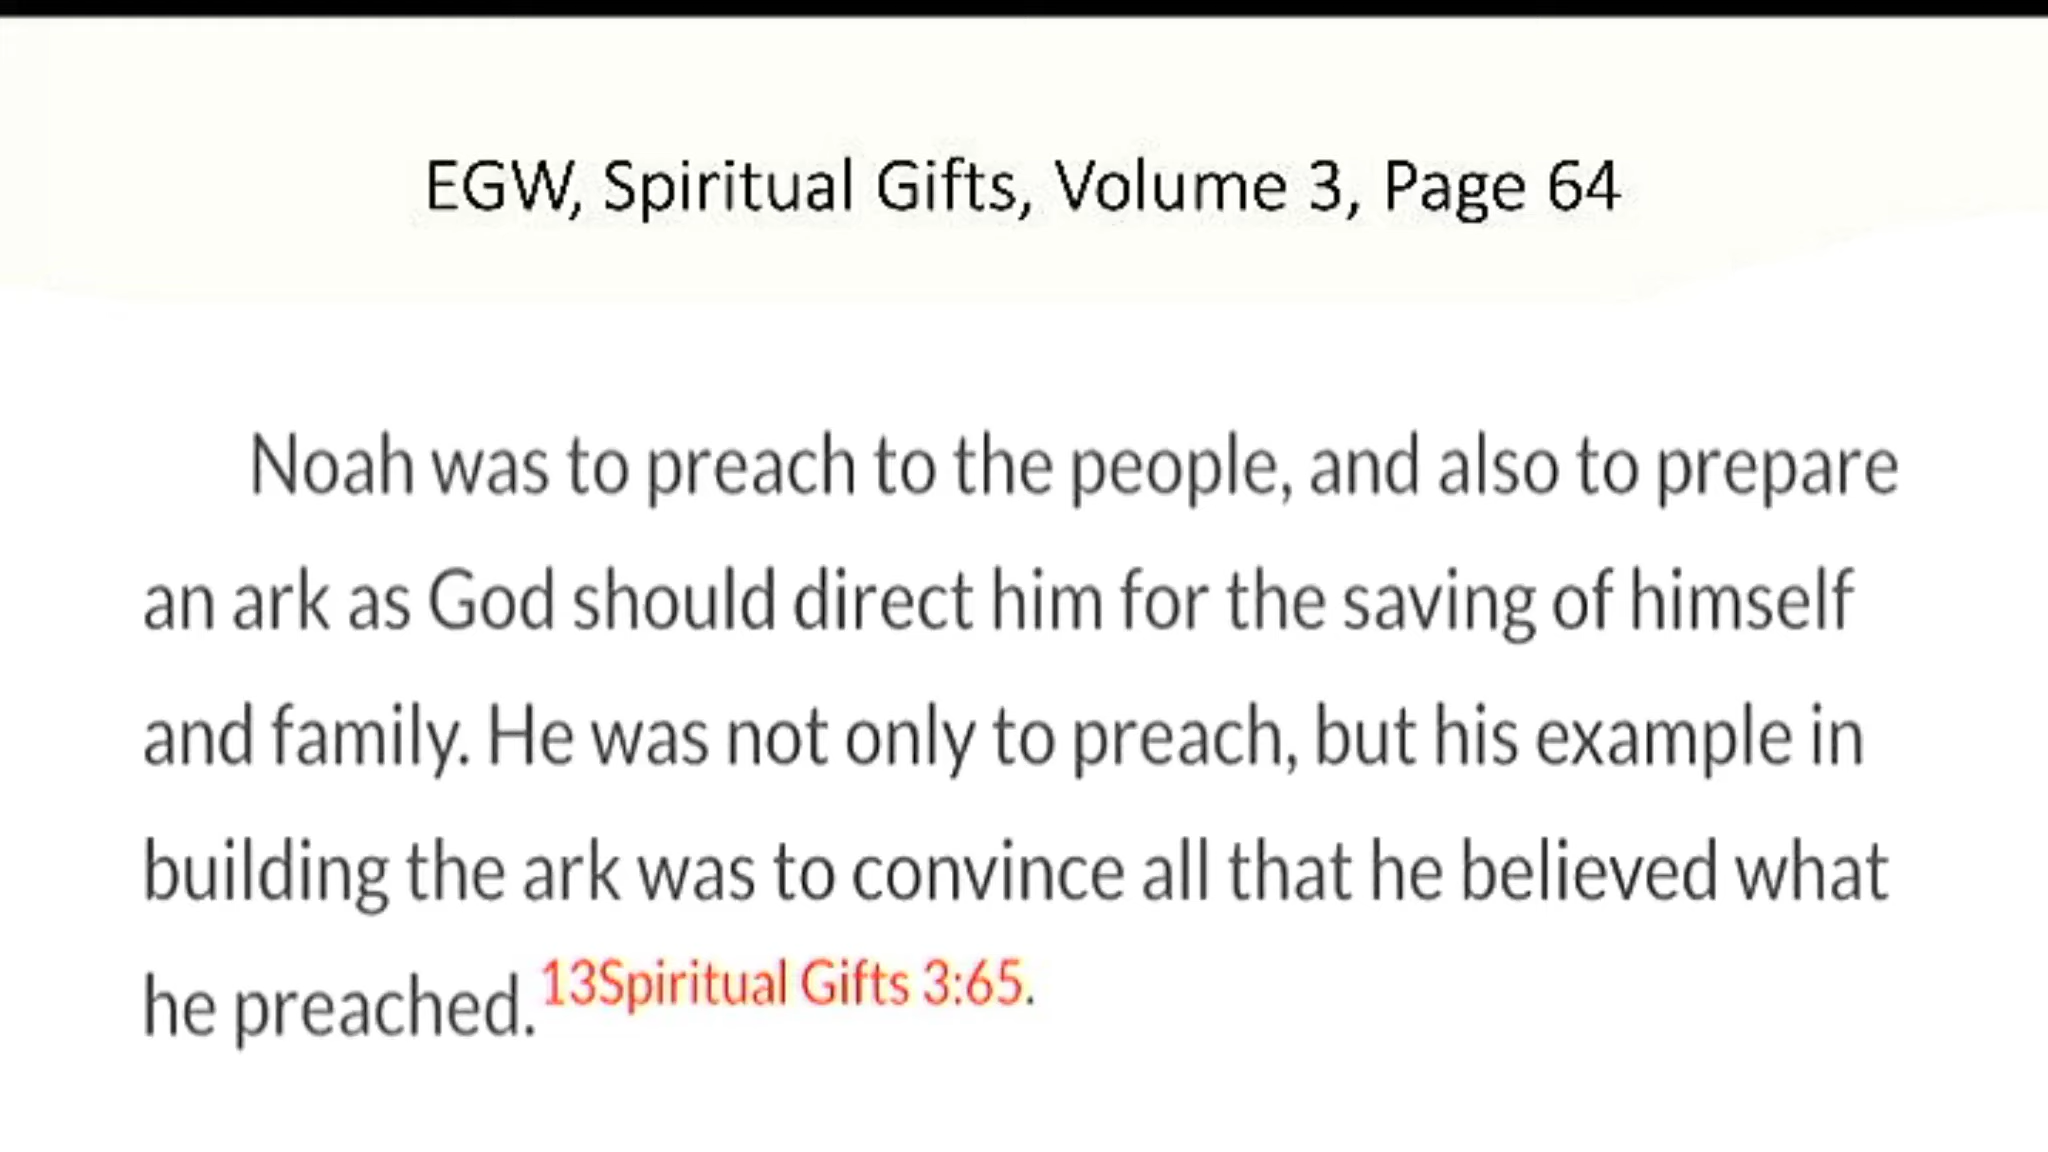 EGW, Spiritual Gifts, Volume 3, Page 64
Noah was to preach to the people, and also to prepare
an ark as God should direct him for the saving of himself
and family. He was not only to preach, but his example in
building the ark was to convince all that he believed what
he preached. 13Spiritual Gifts 3:65.